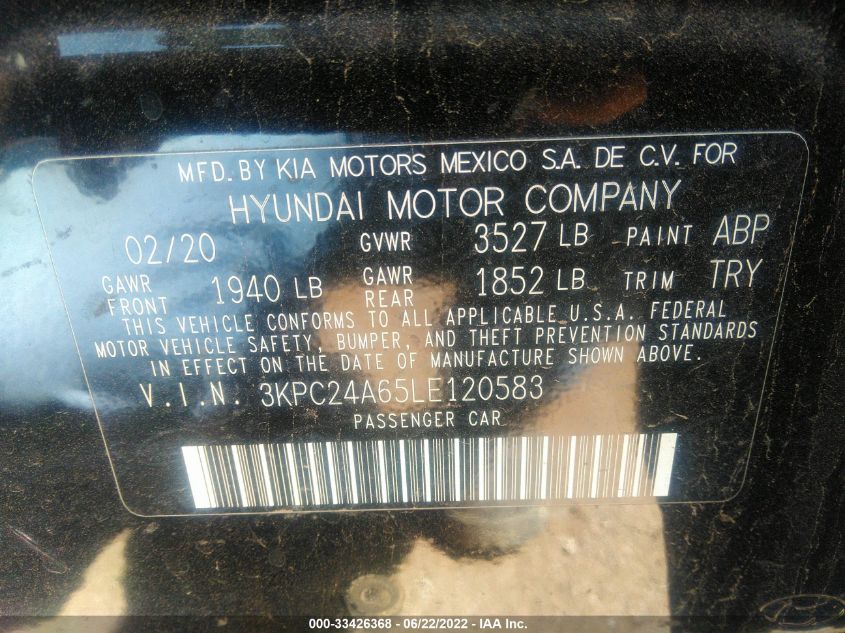 MFD. BY KIA MOTORS MEXICO S.A. DE C.V. FOR
HYUNDAI MOTOR COMPANY
02/20 GVWR 3527 LB PAINT ABP
GAWR FRONT 1940 LB GAWR REAR 1852 LB TRIM TRY
THIS VEHICLE CONFORMS TO ALL APPLICABLE U.S.A. FEDERAL
MOTOR VEHICLE SAFETY, BUMPER, AND THEFT PREVENTION STANDARDS
IN EFFECT ON THE DATE OF MANUFACTURE SHOWN ABOVE.
V.I.N. 3KPC24A65LE120583
PASSENGER CAR
000-33426368 - 06/22/2022 - IAA Inc.